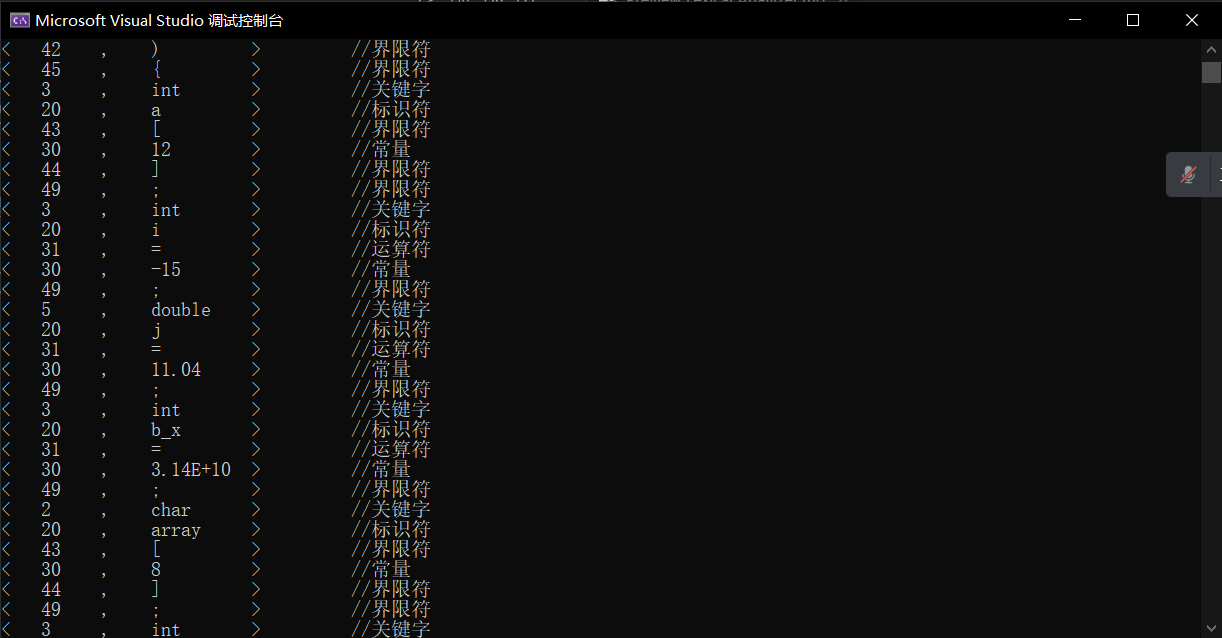 Microsoft Visual Studio 调试控制台
< 42 , ) > //界限符
< 45 , { > //界限符
< 3 , int > //关键字
< 20 , a > //标识符
< 43 , [ > //界限符
< 30 , 12 > //常量
< 44 , ] > //界限符
< 49 , ; > //界限符
< 3 , int > //关键字
< 20 , i > //标识符
< 31 , = > //运算符
< 30 , -15 > //常量
< 49 , ; > //界限符
< 5 , double > //关键字
< 20 , j > //标识符
< 31 , = > //运算符
< 30 , 11.04 > //常量
< 49 , ; > //界限符
< 3 , int > //关键字
< 20 , b_x > //标识符
< 31 , = > //运算符
< 30 , 3.14E+10 > //常量
< 49 , ; > //界限符
< 2 , char > //关键字
< 20 , array > //标识符
< 43 , [ > //界限符
< 30 , 8 > //常量
< 44 , ] > //界限符
< 49 , ; > //界限符
< 3 , int > //关键字